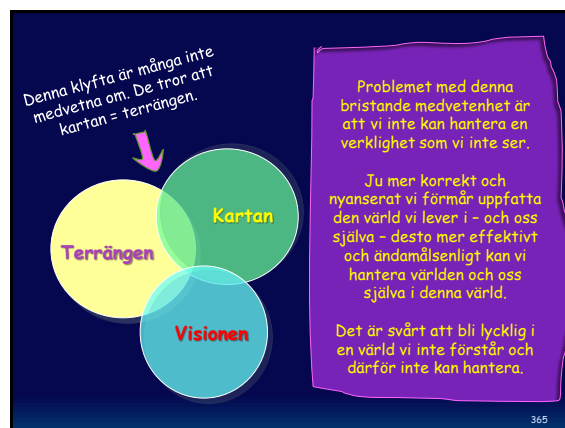 Denna klyfta är många inte
medvetna om. De tror att
kartan = terrängen.
Kartan
Terrängen
Visionen
Problemet med denna
bristande medvetenhet är
att vi inte kan hantera en
verklighet som vi inte ser.
Ju mer korrekt och
nyanserat vi förmår uppfatta
den värld vi lever i – och oss
själva – desto mer effektivt
och ändamålsenligt kan vi
hantera världen och oss
själva i denna värld.
Det är svårt att bli lycklig i
en värld vi inte förstår och
därför inte kan hantera.
365